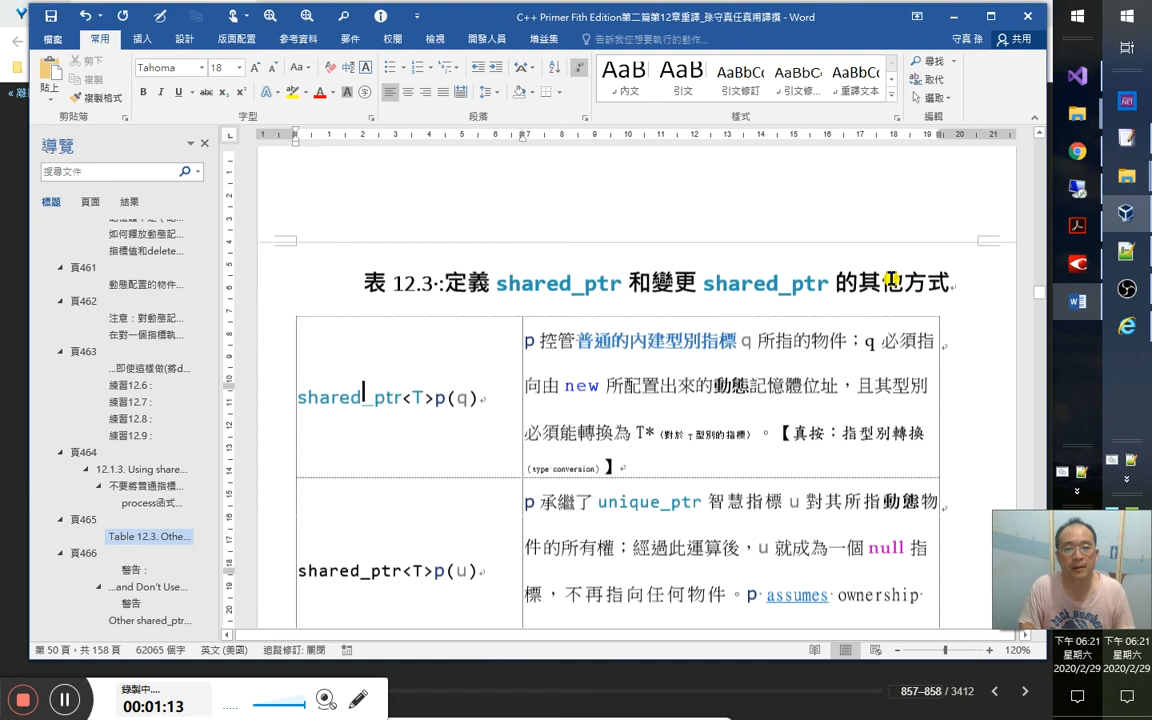 C++ Primer Fith Edition第二篇第12章重譯_孫守真任真甫譯撰 - Word
檔案 常用 插入 設計 版面配置 參考資料 郵件 校閱 檢視 開發人員 增益集 告訴我您想要執行的動作... 守真 孫 共用
貼上 剪下 複製 複製格式
Tahoma 18
AaBbC AaBbC AaBbCc AaBbCc AaBbCc
內文 引文 引文修訂 引文修... 重譯文本
尋找 取代 選取
剪貼簿 字型 段落 樣式 編輯
導覽
搜尋文件
標題 頁面 結果
如何釋放動態記...
指標值和delete...
頁461
動態配置的物件...
頁462
注意：對動態記...
在對一個指標執...
頁463
...即使這樣做(將d...
練習12.6 :
練習12.7 :
練習12.8 :
練習12.9 :
頁464
12.1.3. Using share...
不要將普通指標...
process函式...
頁465
Table 12.3. Othe...
頁466
警告 :
...and Don't Use...
警告
Other shared_ptr...
表 12.3·:定義 shared_ptr 和變更 shared_ptr 的其他方式
shared_ptr<T>p(q)
p 控管普通的內建型別指標 q 所指的物件；q 必須指
向由 new 所配置出來的動態記憶體位址，且其型別
必須能轉換為 T* (對於 T 型別的指標) 。【真按：指型別轉換
(type conversion) 】
shared_ptr<T>p(u)
p 承繼了 unique_ptr 智慧指標 u 對其所指動態物
件的所有權；經過此運算後，u 就成為一個 null 指
標，不再指向任何物件。p assumes ownership
第 50 頁，共 158 頁 62065 個字 英文 (美國) 追蹤修訂: 關閉 120%
下午 06:21 下午 06:21
星期六 星期六
2020/2/29 2020/2/29
錄製中....
00:01:13
857–858 / 3412